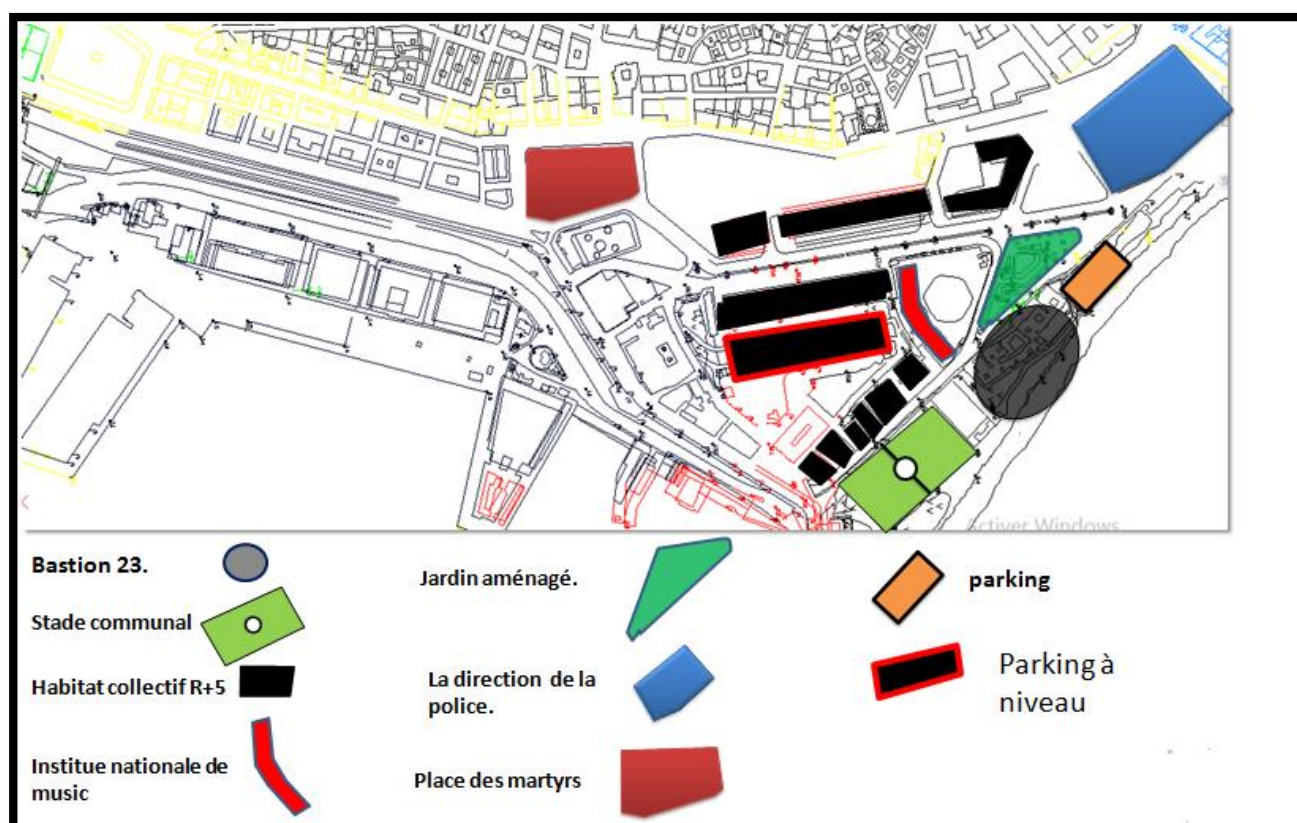 Activer Windows
Bastion 23.
Jardin aménagé.
parking
Stade communal
Habitat collectif R+5
La direction de la
police.
Parking à
niveau
Institue nationale de
music
Place des martyrs